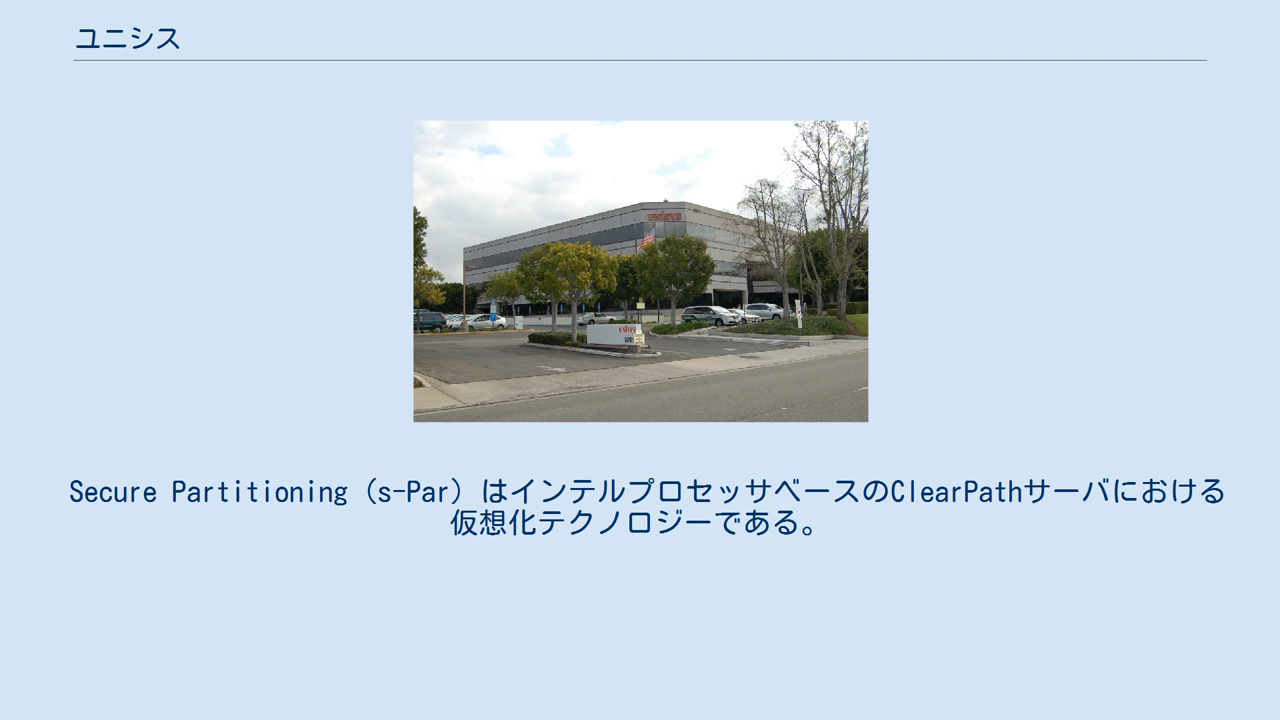 ユニシス
UNISYS
UNISYS
Secure Partitioning（s-Par）はインテルプロセッサベースのClearPathサーバにおける
仮想化テクノロジーである。